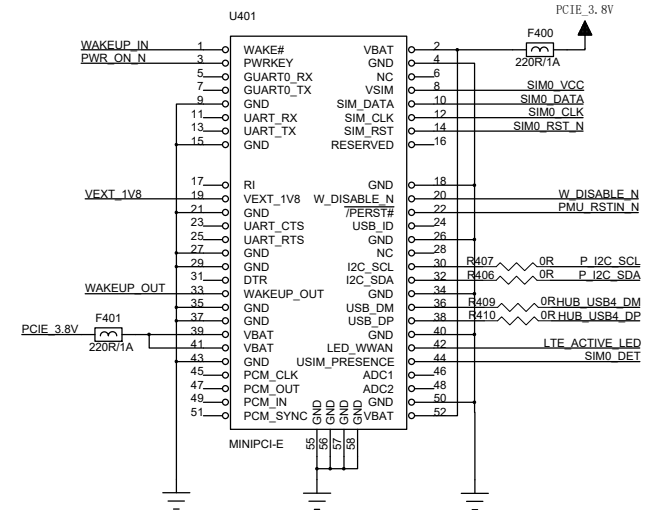 PCIE_3. 8V
U401
F400
220R/1A
WAKEUP_IN 1 WAKE# VBAT 2
PWR_ON_N 3 PWRKEY GND 4
5 GUART0_RX NC 6
7 GUART0_TX VSIM 8 SIM0_VCC
9 GND SIM_DATA 10 SIM0_DATA
11 UART_RX SIM_CLK 12 SIM0_CLK
13 UART_TX SIM_RST 14 SIM0_RST_N
15 GND RESERVED 16
17 RI GND 18
VEXT_1V8 19 VEXT_1V8 W_DISABLE_N 20 W_DISABLE_N
21 GND /PERST# 22 PMU_RSTIN_N
23 UART_CTS USB_ID 24
25 UART_RTS GND 26
27 GND NC 28
29 GND I2C_SCL 30 R407 0R P_I2C_SCL
31 DTR I2C_SDA 32 R406 0R P_I2C_SDA
WAKEUP_OUT 33 WAKEUP_OUT GND 34
35 GND USB_DM 36 R409 0R HUB_USB4_DM
37 GND USB_DP 38 R410 0R HUB_USB4_DP
F401
PCIE_3.8V 39 VBAT GND 40
220R/1A
41 VBAT LED_WWAN 42 LTE_ACTIVE_LED
43 GND USIM_PRESENCE 44 SIM0_DET
45 PCM_CLK ADC1 46
47 PCM_OUT ADC2 48
49 PCM_IN GND 50
51 PCM_SYNC VBAT 52
GND GND GND GND
55 56 57 58
MINIPCI-E